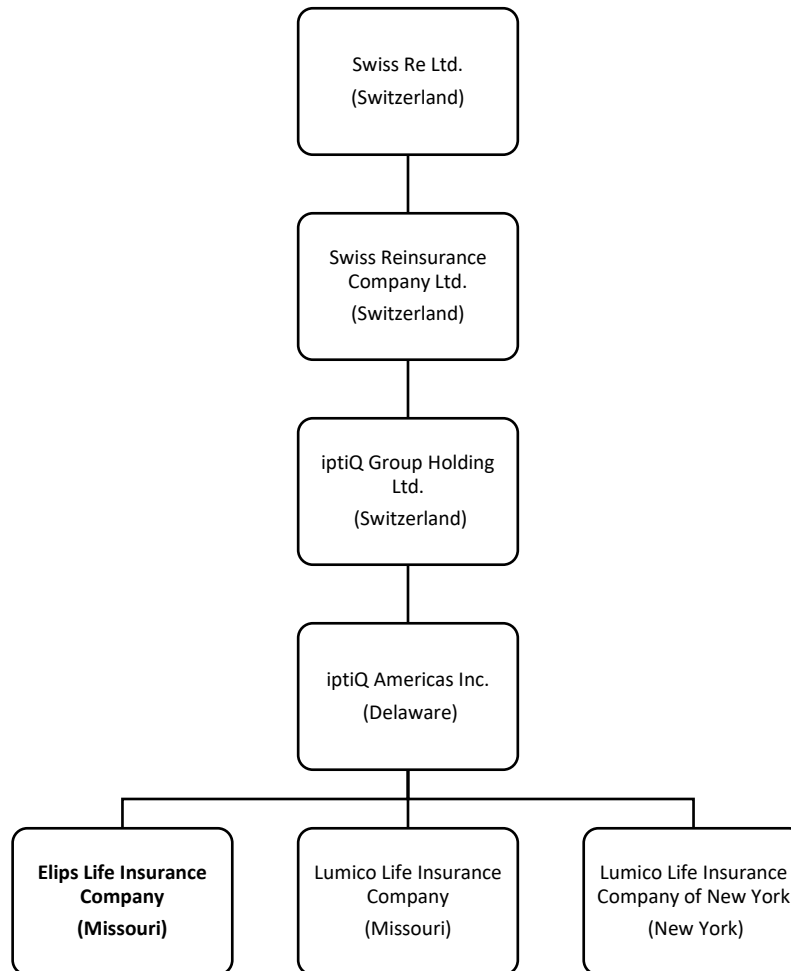 Swiss Re Ltd.
(Switzerland)
Swiss Reinsurance
Company Ltd.
(Switzerland)
iptiQ Group Holding
Ltd.
(Switzerland)
iptiQ Americas Inc.
(Delaware)
Elips Life Insurance
Company
(Missouri)
Lumico Life Insurance
Company
(Missouri)
Lumico Life Insurance
Company of New York
(New York)